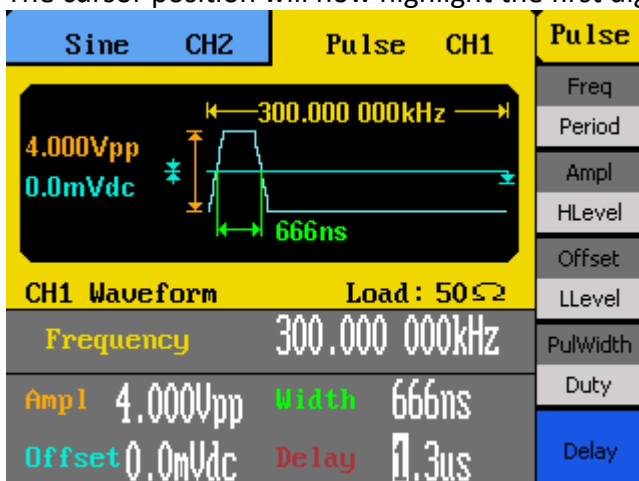 The cursor position will now highlight the first dig
Sine CH2
Pulse CH1
Pulse
300.000 000kHz
4.000Vpp
0.0mVdc
666ns
CH1 Waveform
Load: 50Ω
Frequency 300.000 000kHz
Ampl 4.000Vpp
Width 666ns
Offset 0.0mVdc
Delay 1.3us
Freq
Period
Ampl
HLevel
Offset
LLevel
PulWidth
Duty
Delay